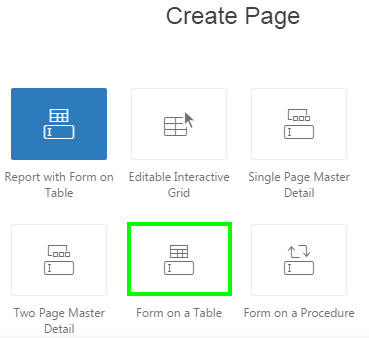 Create Page
Report with Form on
Table
Editable Interactive
Grid
Single Page Master
Detail
Two Page Master
Detail
Form on a Table
Form on a Procedure